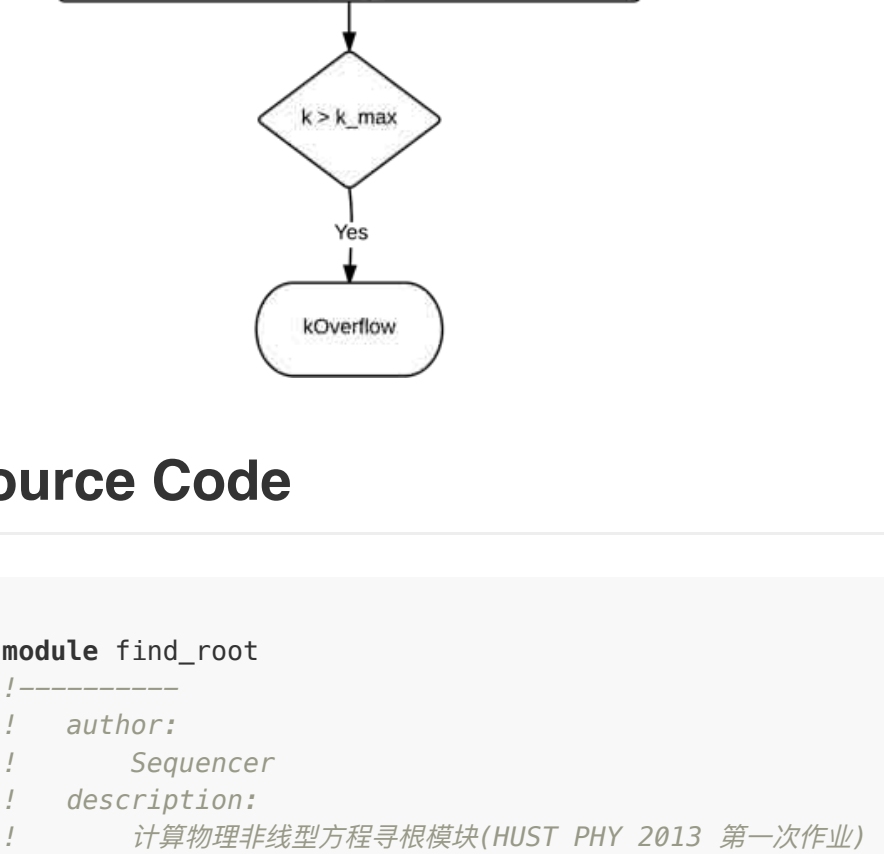 k > k_max
Yes
kOverflow
ource Code
module find_root
!----------
! author:
! Sequencer
! description:
! 计算物理非线型方程寻根模块(HUST PHY 2013 第一次作业)